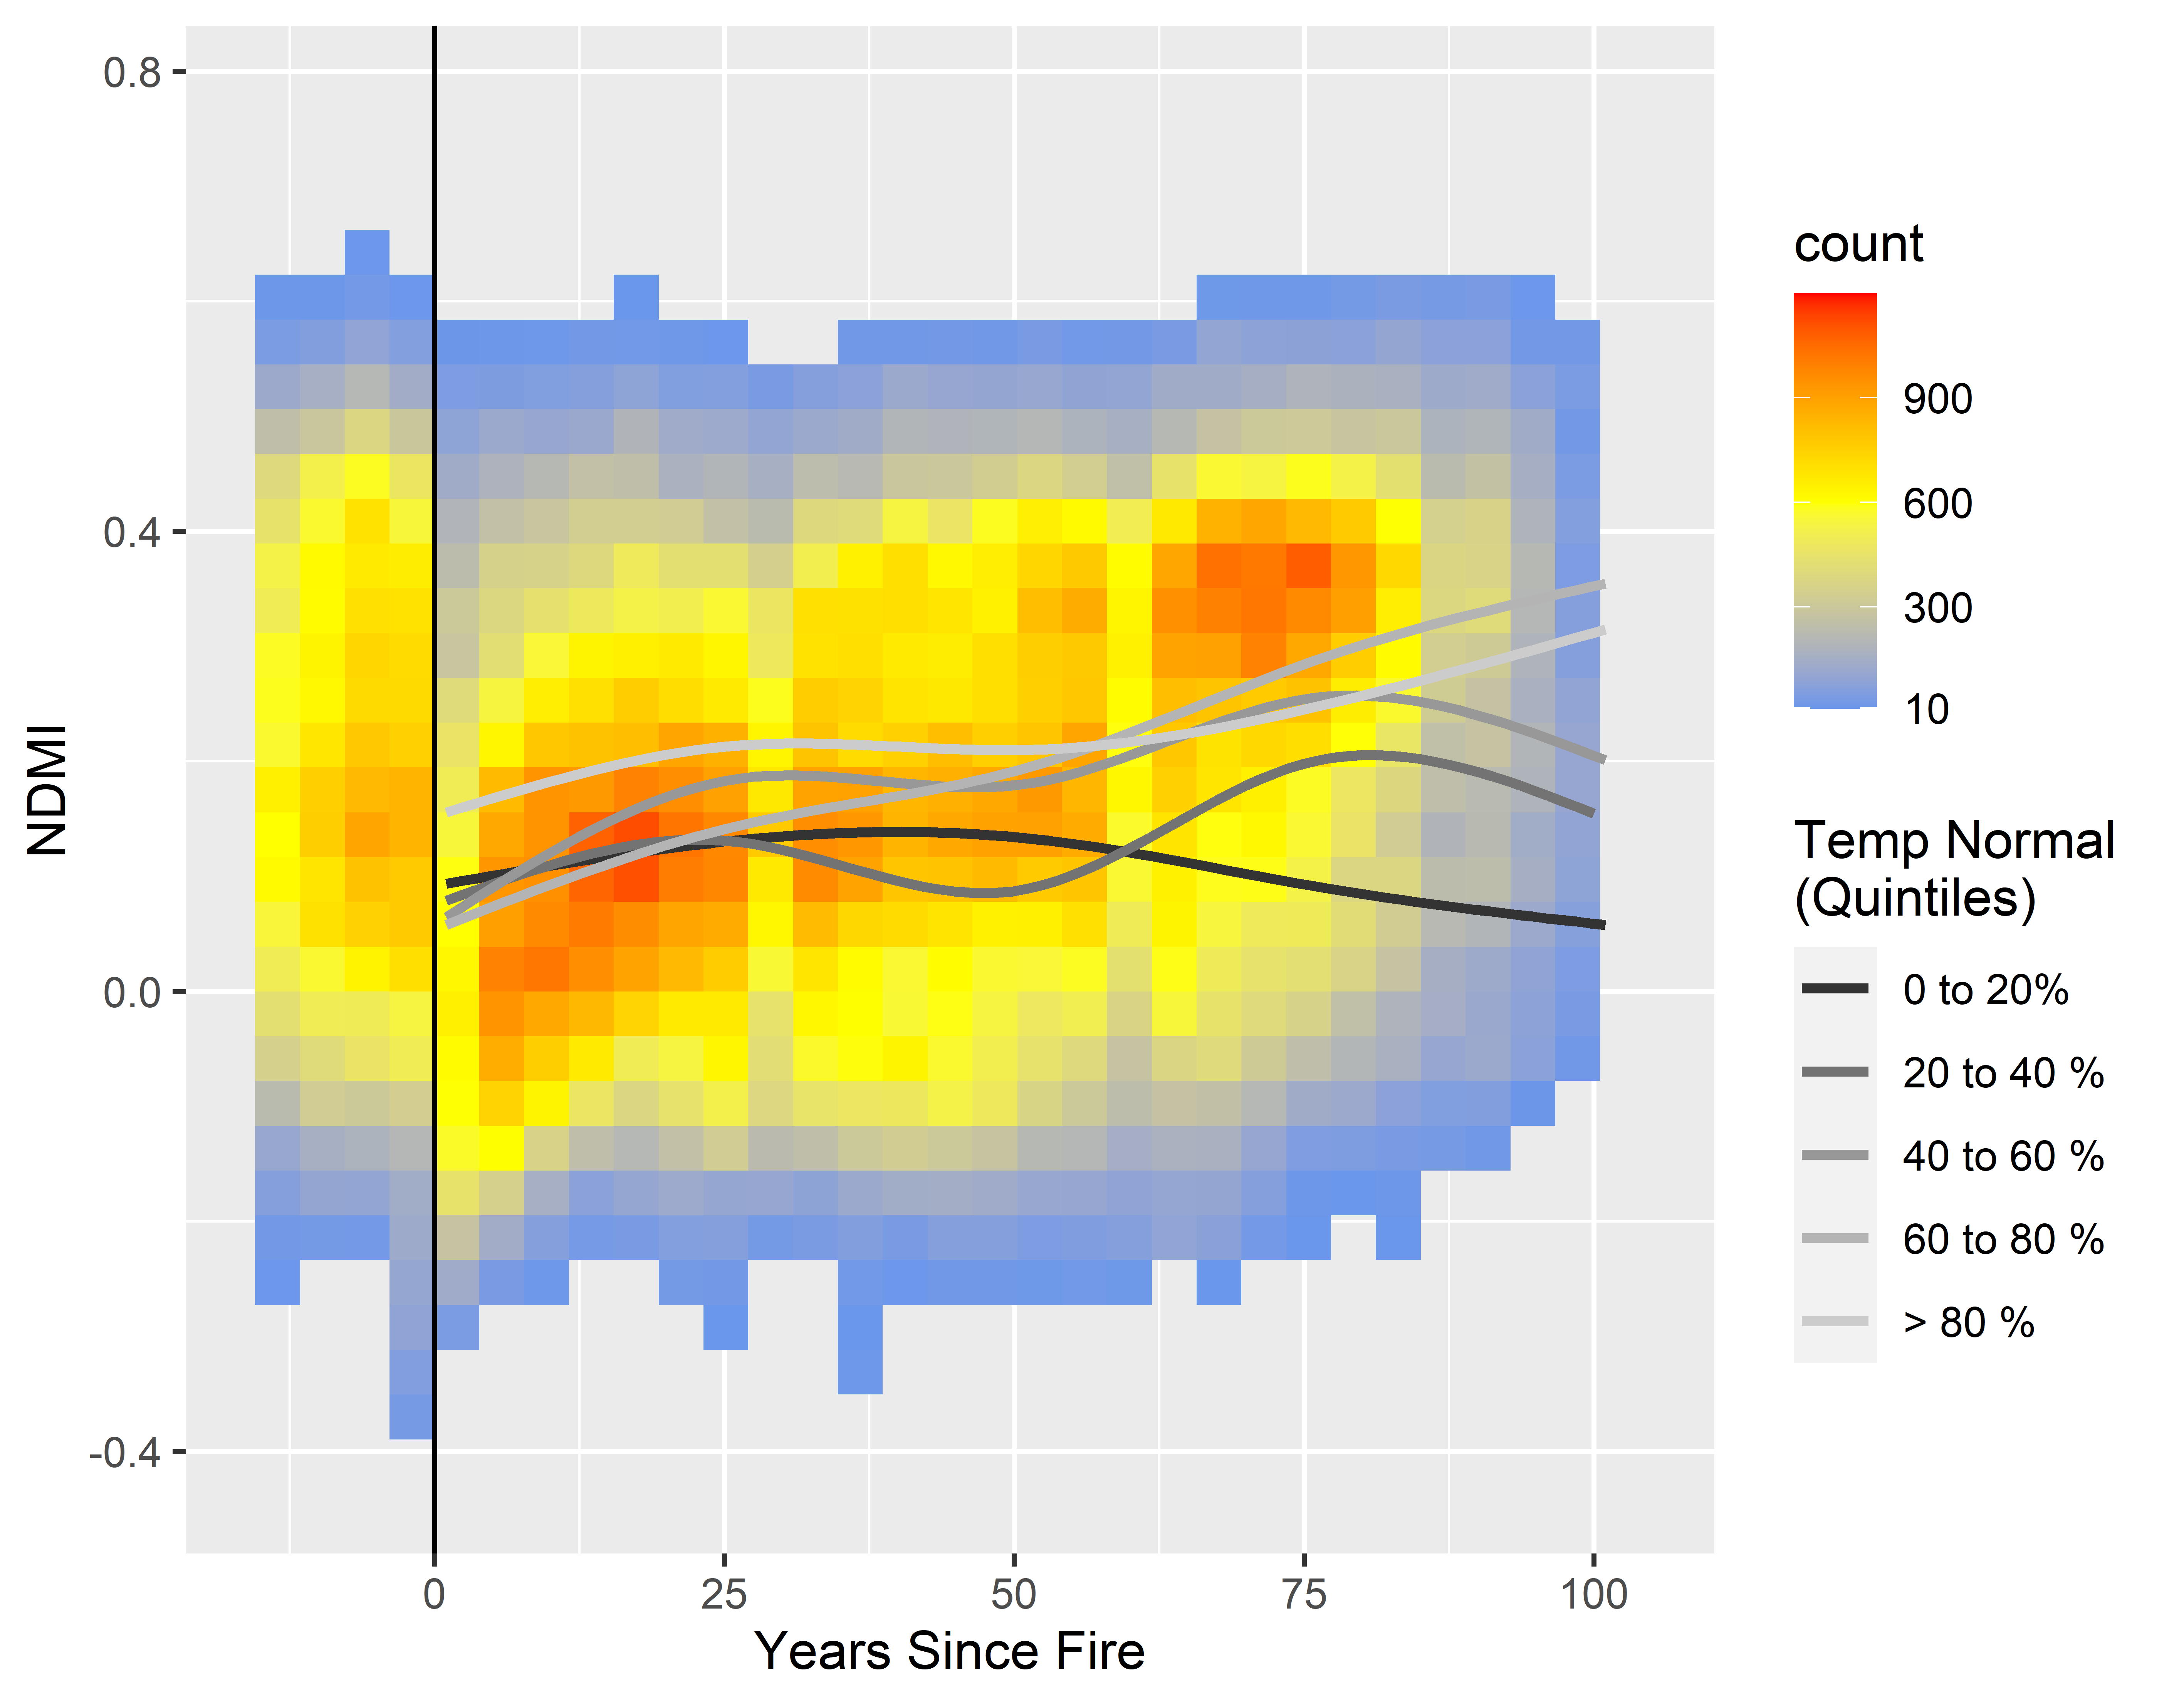 0.8
0.4
0.0
-0.4
NDMI
0
25
50
75
100
Years Since Fire
count
900
600
300
10
Temp Normal
(Quintiles)
0 to 20%
20 to 40 %
40 to 60 %
60 to 80 %
> 80 %